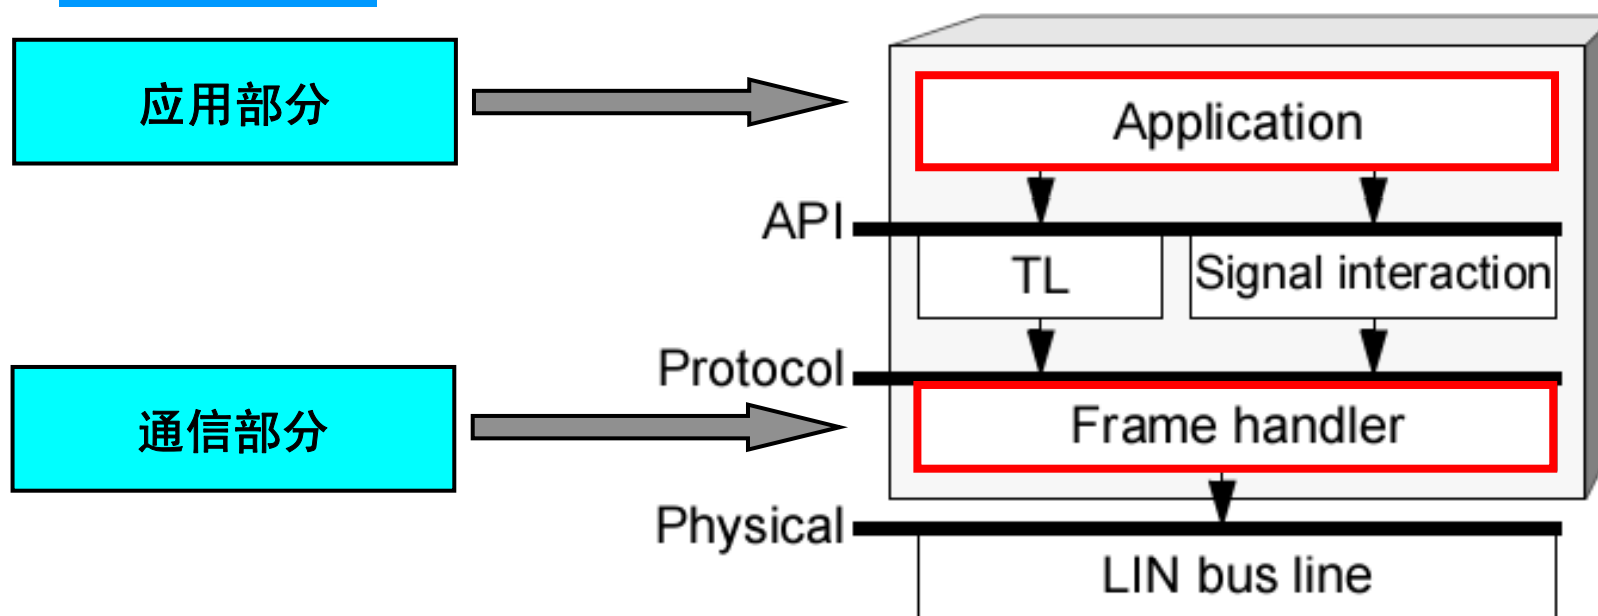 应用部分
Application
API
TL
Signal interaction
Protocol
通信部分
Frame handler
Physical
LIN bus line